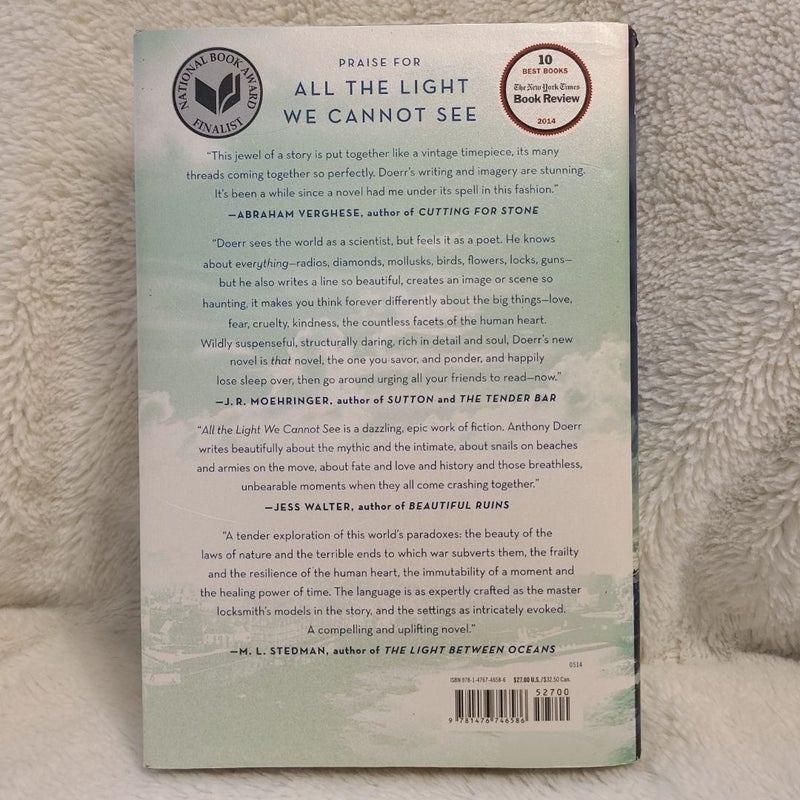 NATIONAL BOOK AWARD
FINALIST
PRAISE FOR
ALL THE LIGHT
WE CANNOT SEE
10
BEST BOOKS
The New York Times
Book Review
2014
“This jewel of a story is put together like a vintage timepiece, its many
threads coming together so perfectly. Doerr’s writing and imagery are stunning.
It’s been a while since a novel had me under its spell in this fashion.”
—ABRAHAM VERGHESE, author of CUTTING FOR STONE
“Doerr sees the world as a scientist, but feels it as a poet. He knows
about everything—radios, diamonds, mollusks, birds, flowers, locks, guns—
but he also writes a line so beautiful, creates an image or scene so
haunting, it makes you think forever differently about the big things—love,
fear, cruelty, kindness, the countless facets of the human heart.
Wildly suspenseful, structurally daring, rich in detail and soul, Doerr’s new
novel is that novel, the one you savor, and ponder, and happily
lose sleep over, then go around urging all your friends to read—now.”
—J. R. MOEHRINGER, author of SUTTON and THE TENDER BAR
“All the Light We Cannot See is a dazzling, epic work of fiction. Anthony Doerr
writes beautifully about the mythic and the intimate, about snails on beaches
and armies on the move, about fate and love and history and those breathless,
unbearable moments when they all come crashing together.”
—JESS WALTER, author of BEAUTIFUL RUINS
“A tender exploration of this world’s paradoxes: the beauty of the
laws of nature and the terrible ends to which war subverts them, the frailty
and the resilience of the human heart, the immutability of a moment and
the healing power of time. The language is as expertly crafted as the master
locksmith’s models in the story, and the settings as intricately evoked.
A compelling and uplifting novel.”
—M. L. STEDMAN, author of THE LIGHT BETWEEN OCEANS
0514
ISBN 978-1-4767-4658-6 $27.00 U.S./$32.50 Can.
52700
9 781476 746586